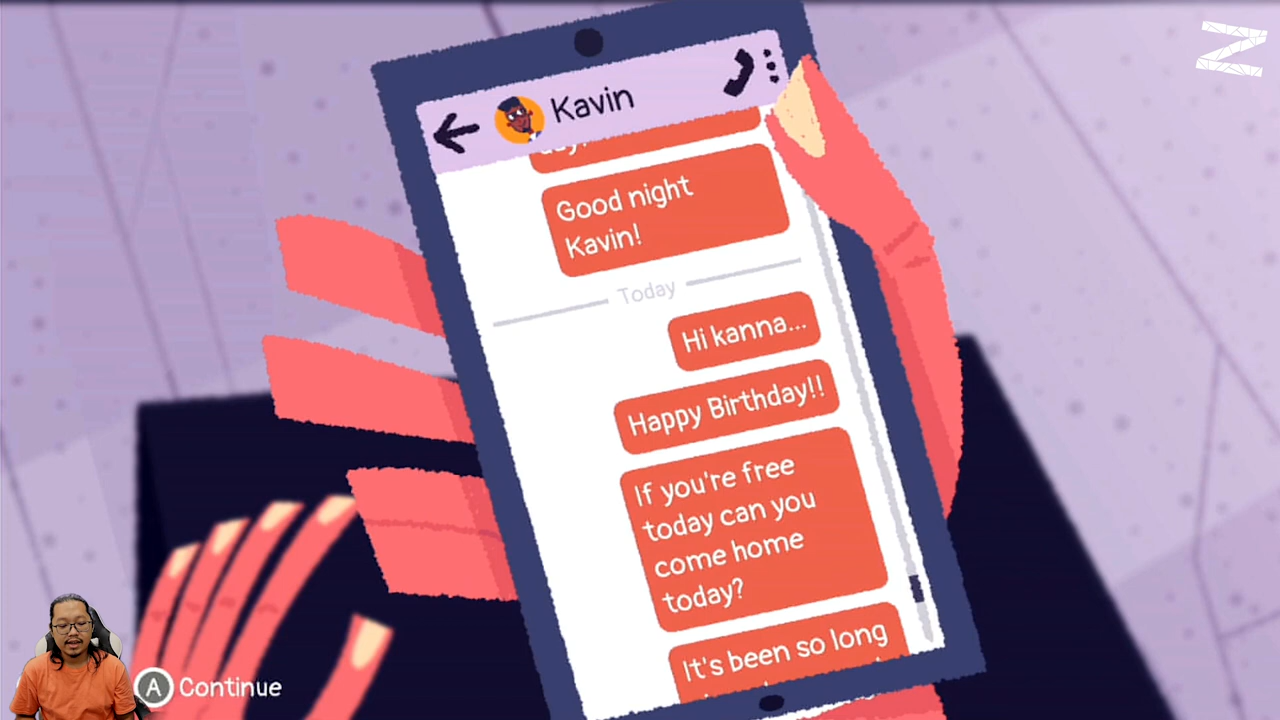 Kavin
Good night
Kavin!
Today
Hi kanna...
Happy Birthday!!
If you're free
today can you
come home
today?
It's been so long
A Continue
Z